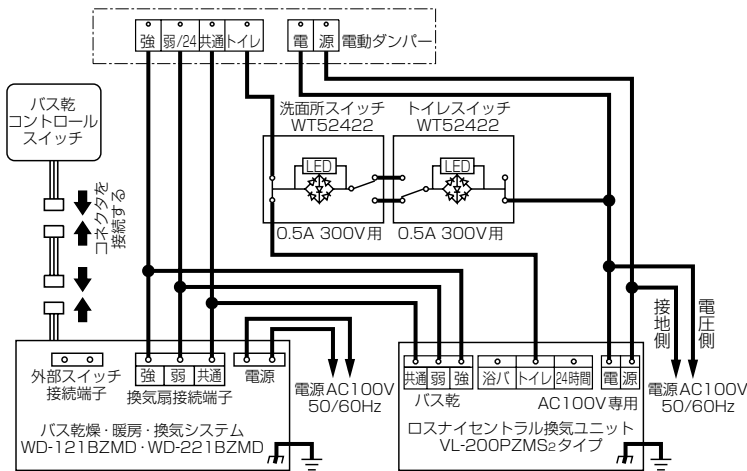 強 弱/24 共通 トイレ 電 源 電動ダンパー
バス乾
コントロール
スイッチ
洗面所スイッチ
WT52422
トイレスイッチ
WT52422
LED
LED
0.5A 300V用
0.5A 300V用
コネクタを
接続する
接地側
電圧側
外部スイッチ
接続端子
強 弱 共通
換気扇接続端子
電源
電源AC100V
50/60Hz
バス乾燥・暖房・換気システム
WD-121BZMD・WD-221BZMD
共通 弱 強 浴バ トイレ 24時間 電 源
バス乾
AC100V専用
ロスナイセントラル換気ユニット
VL-200PZMS2タイプ
電源AC100V
50/60Hz